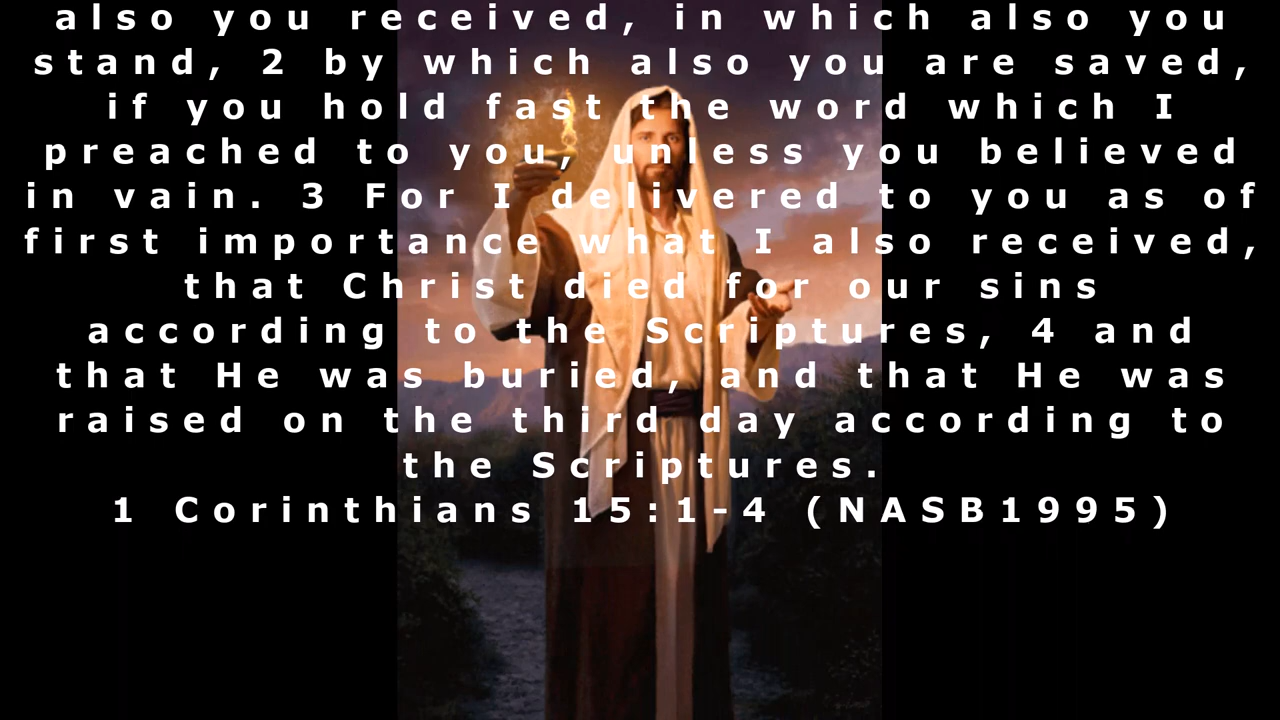 also you received, in which also you
stand, 2 by which also you are saved,
if you hold fast the word which I
preached to you, unless you believed
in vain. 3 For I delivered to you as of
first importance what I also received,
that Christ died for our sins
according to the Scriptures, 4 and
that He was buried, and that He was
raised on the third day according to
the Scriptures.
1 Corinthians 15:1-4 (NASB1995)